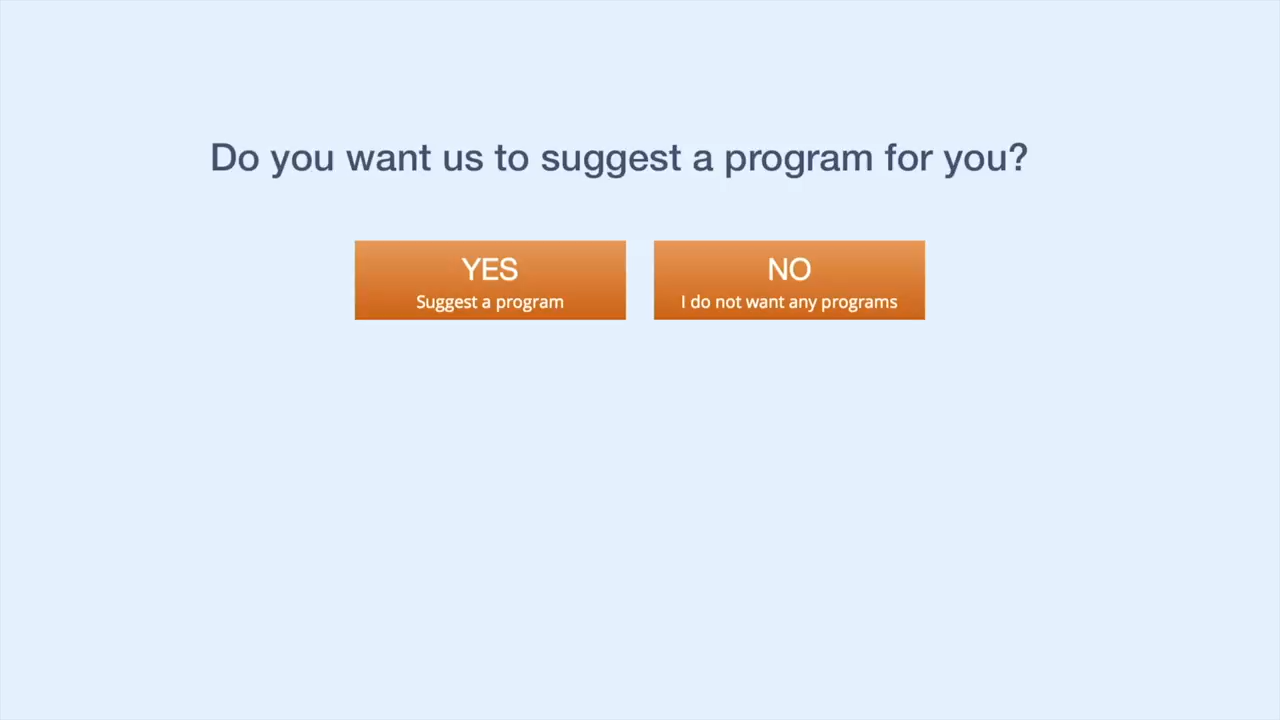 Do you want us to suggest a program for you?
YES
Suggest a program
NO
I do not want any programs